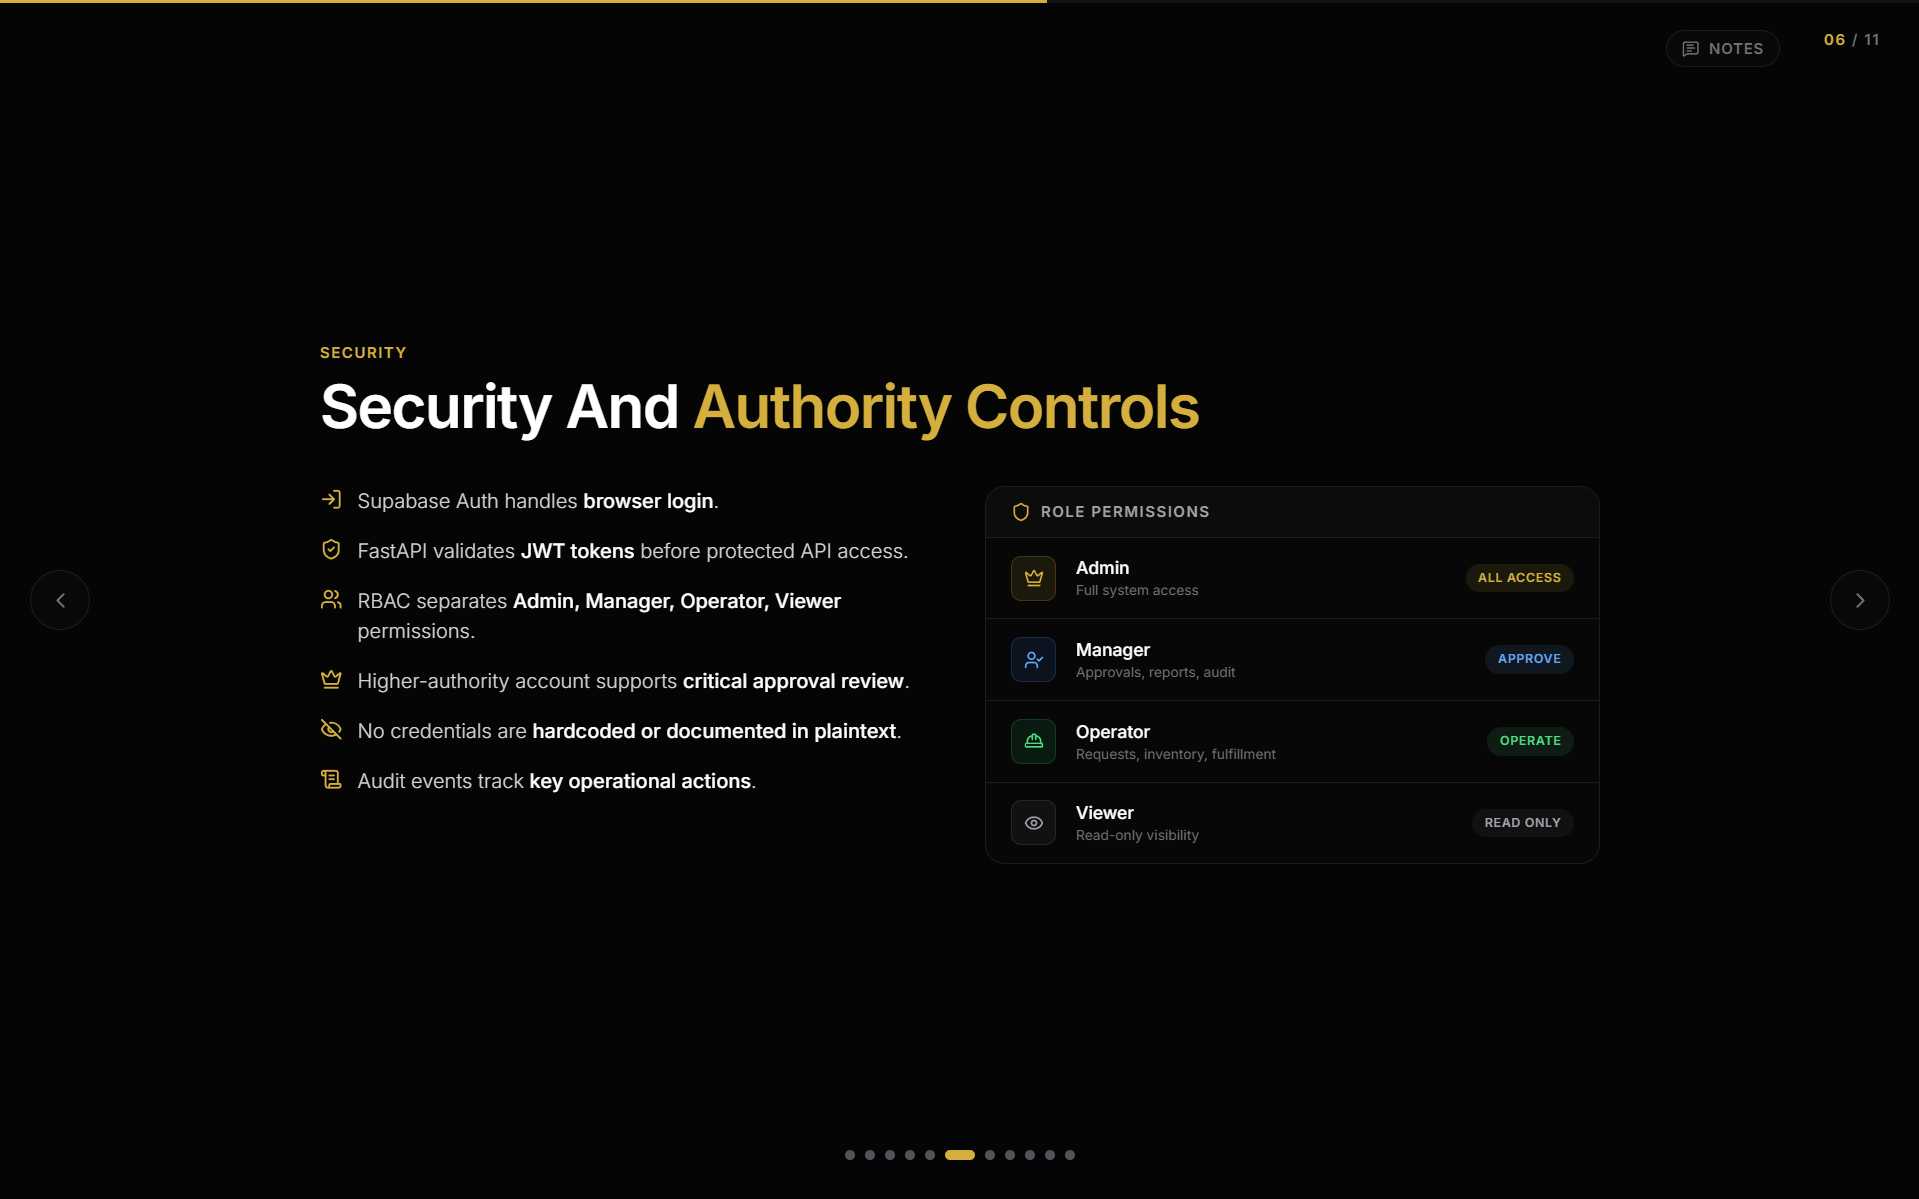 NOTES
06 / 11
SECURITY
Security And Authority Controls
Supabase Auth handles browser login.
FastAPI validates JWT tokens before protected API access.
RBAC separates Admin, Manager, Operator, Viewer
permissions.
Higher-authority account supports critical approval review.
No credentials are hardcoded or documented in plaintext.
Audit events track key operational actions.
ROLE PERMISSIONS
Admin
Full system access
ALL ACCESS
Manager
Approvals, reports, audit
APPROVE
Operator
Requests, inventory, fulfillment
OPERATE
Viewer
Read-only visibility
READ ONLY